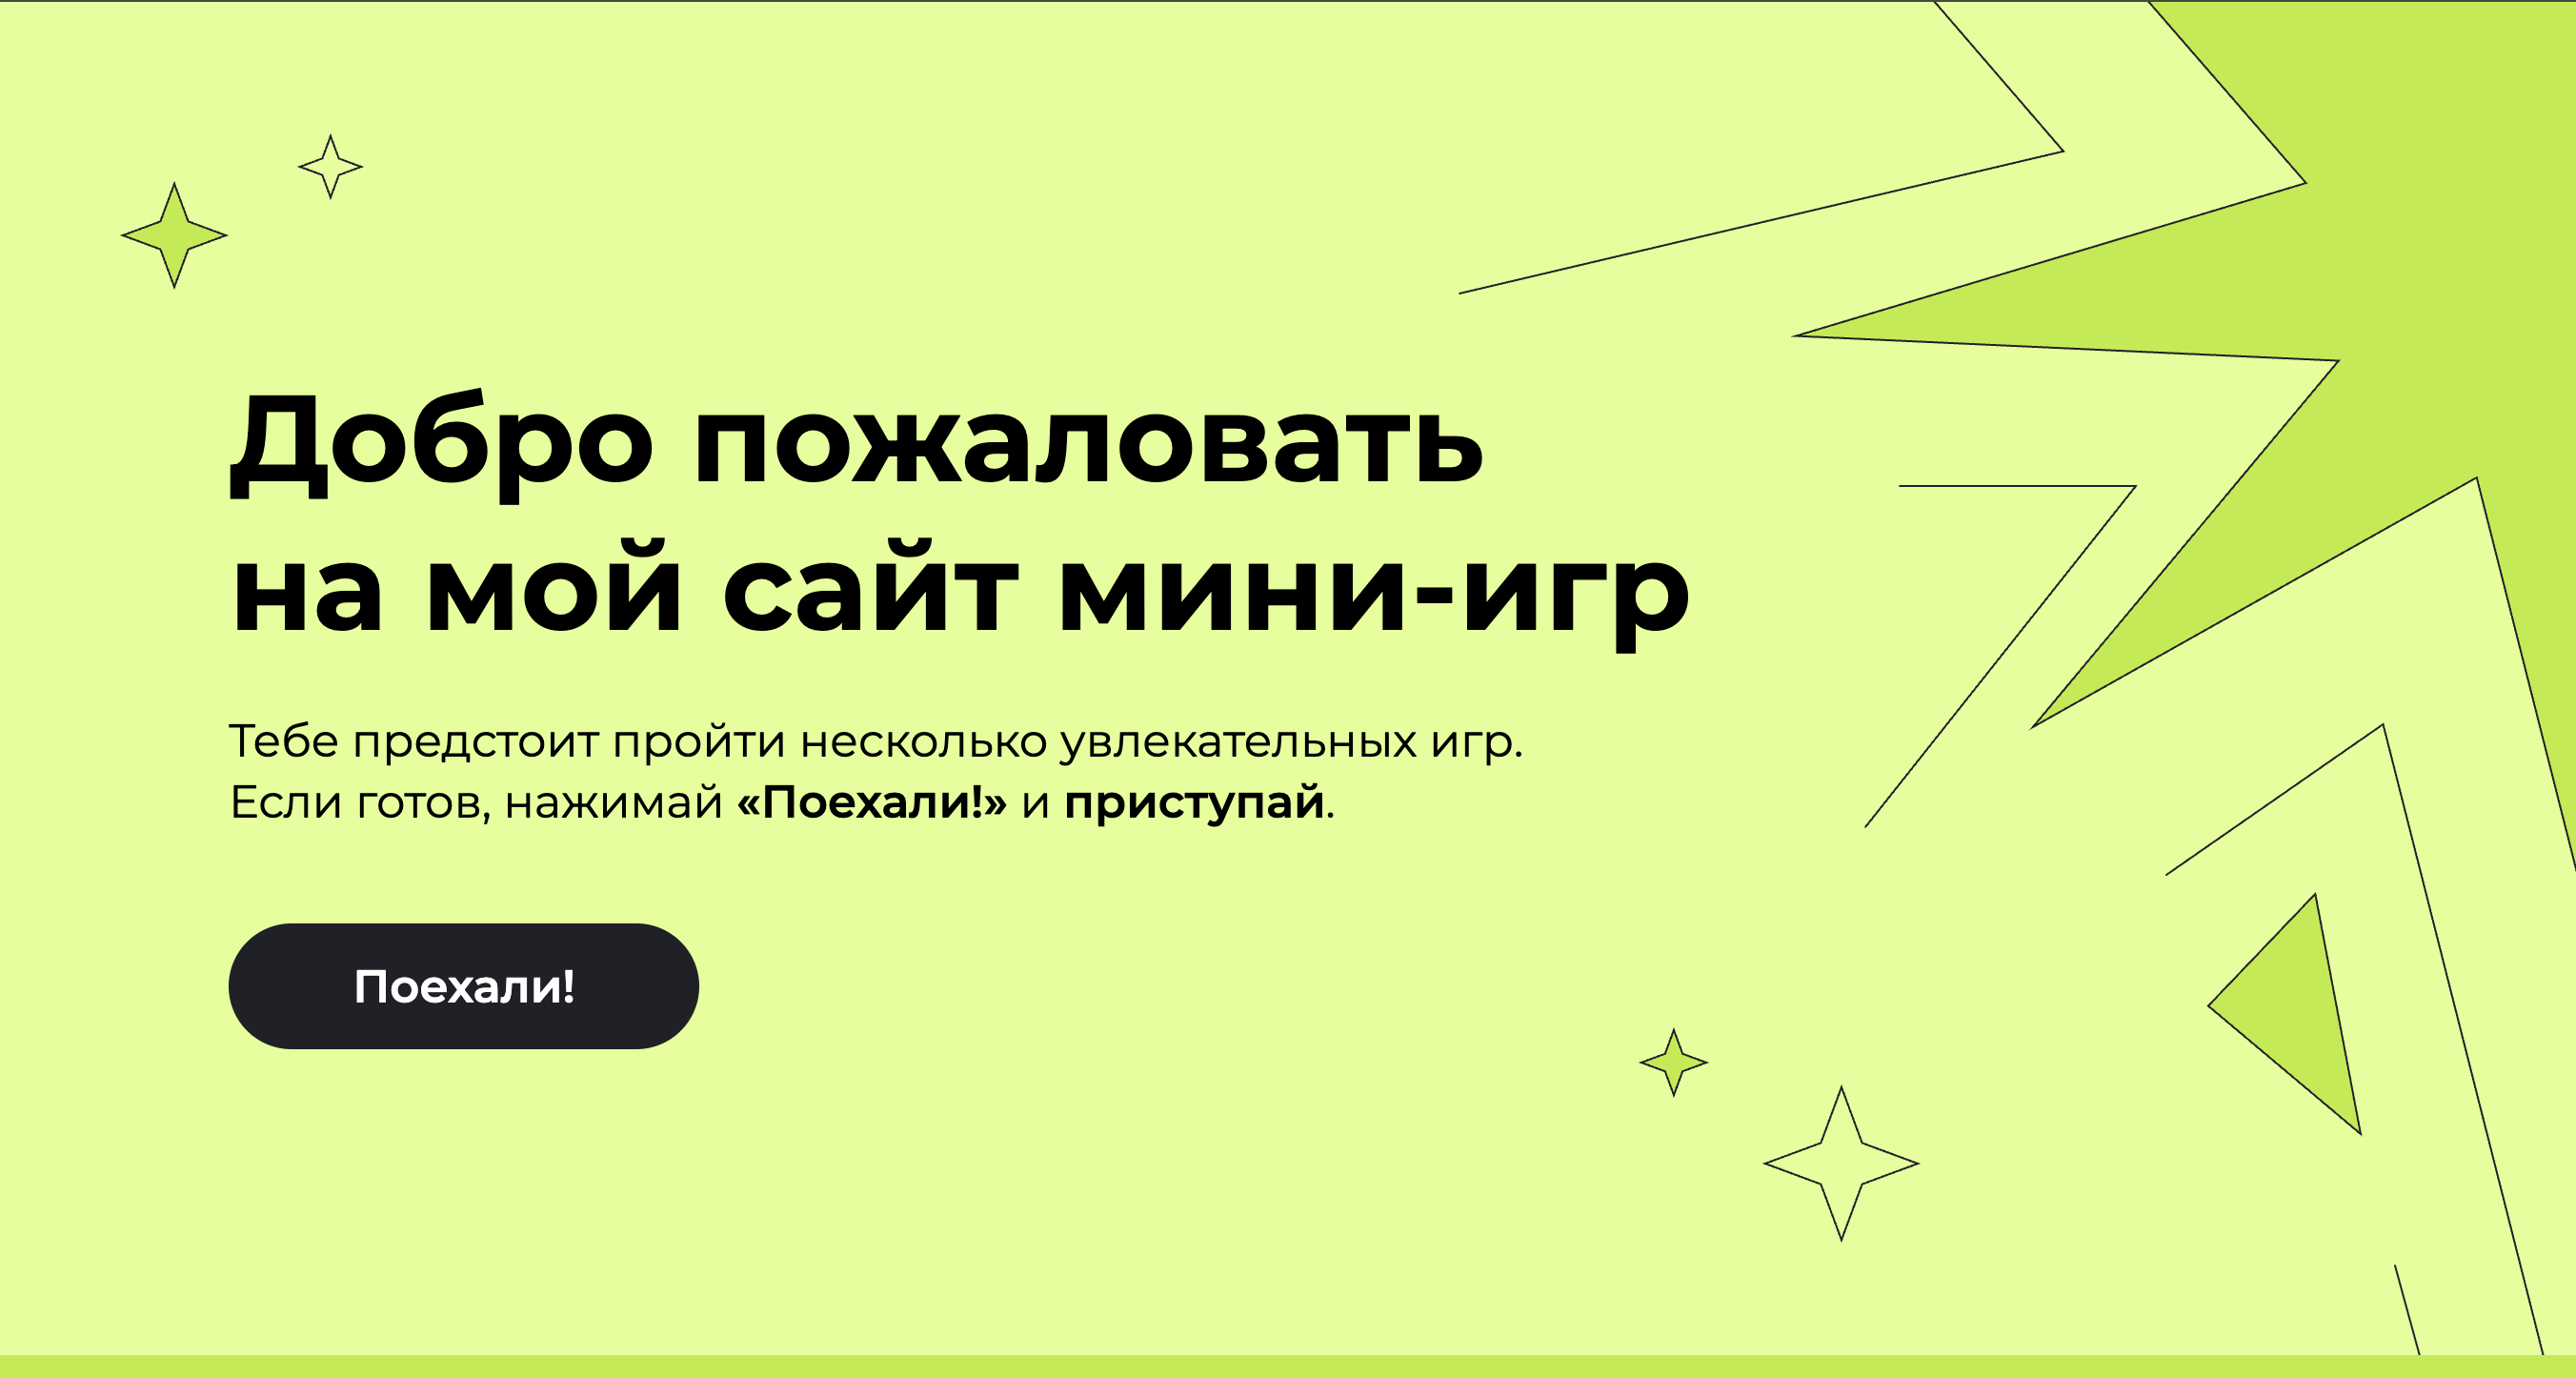 Добро пожаловать
на мой сайт мини-игр
Тебе предстоит пройти несколько увлекательных игр.
Если готов, нажимай «Поехали!» и приступай.
Поехали!